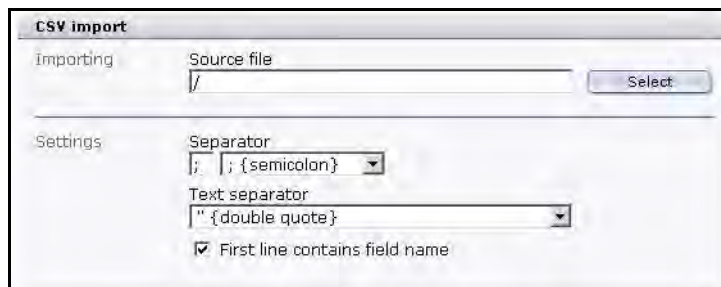 CSV import
Importing
Source file
/
Select
Settings
Separator
; ; {semicolon}
Text separator
" {double quote}
First line contains field name